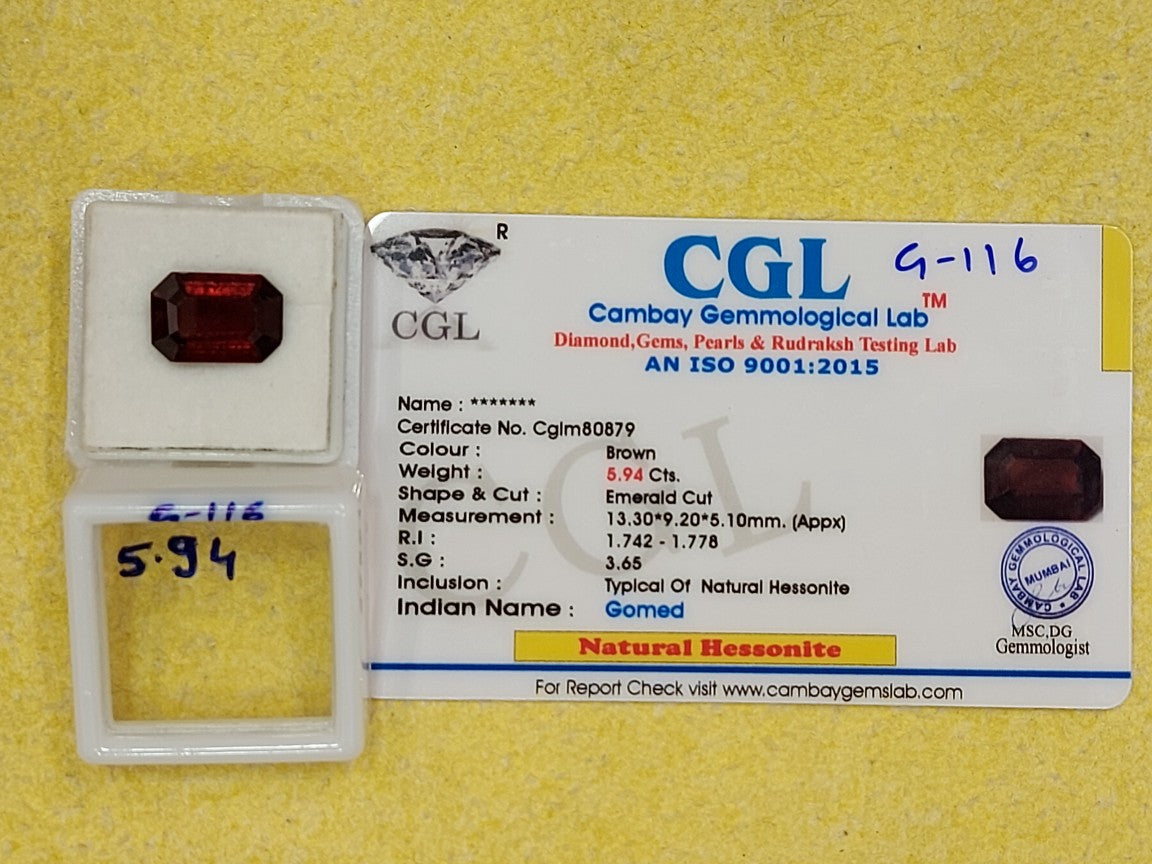 G-116
5.94
R
CGL
CGL G-116
Cambay Gemmological Lab TM
Diamond,Gems, Pearls & Rudraksh Testing Lab
AN ISO 9001:2015
Name : *******
Certificate No. Cglm80879
Colour : Brown
Weight : 5.94 Cts.
Shape & Cut : Emerald Cut
Measurement : 13.30*9.20*5.10mm. (Appx)
R.I : 1.742 - 1.778
S.G : 3.65
Inclusion : Typical Of Natural Hessonite
Indian Name : Gomed
Natural Hessonite
For Report Check visit www.cambaygemslab.com
CGL
CAMBAY GEMMOLOGICAL LAB
MUMBAI
MSC,DG
Gemmologist